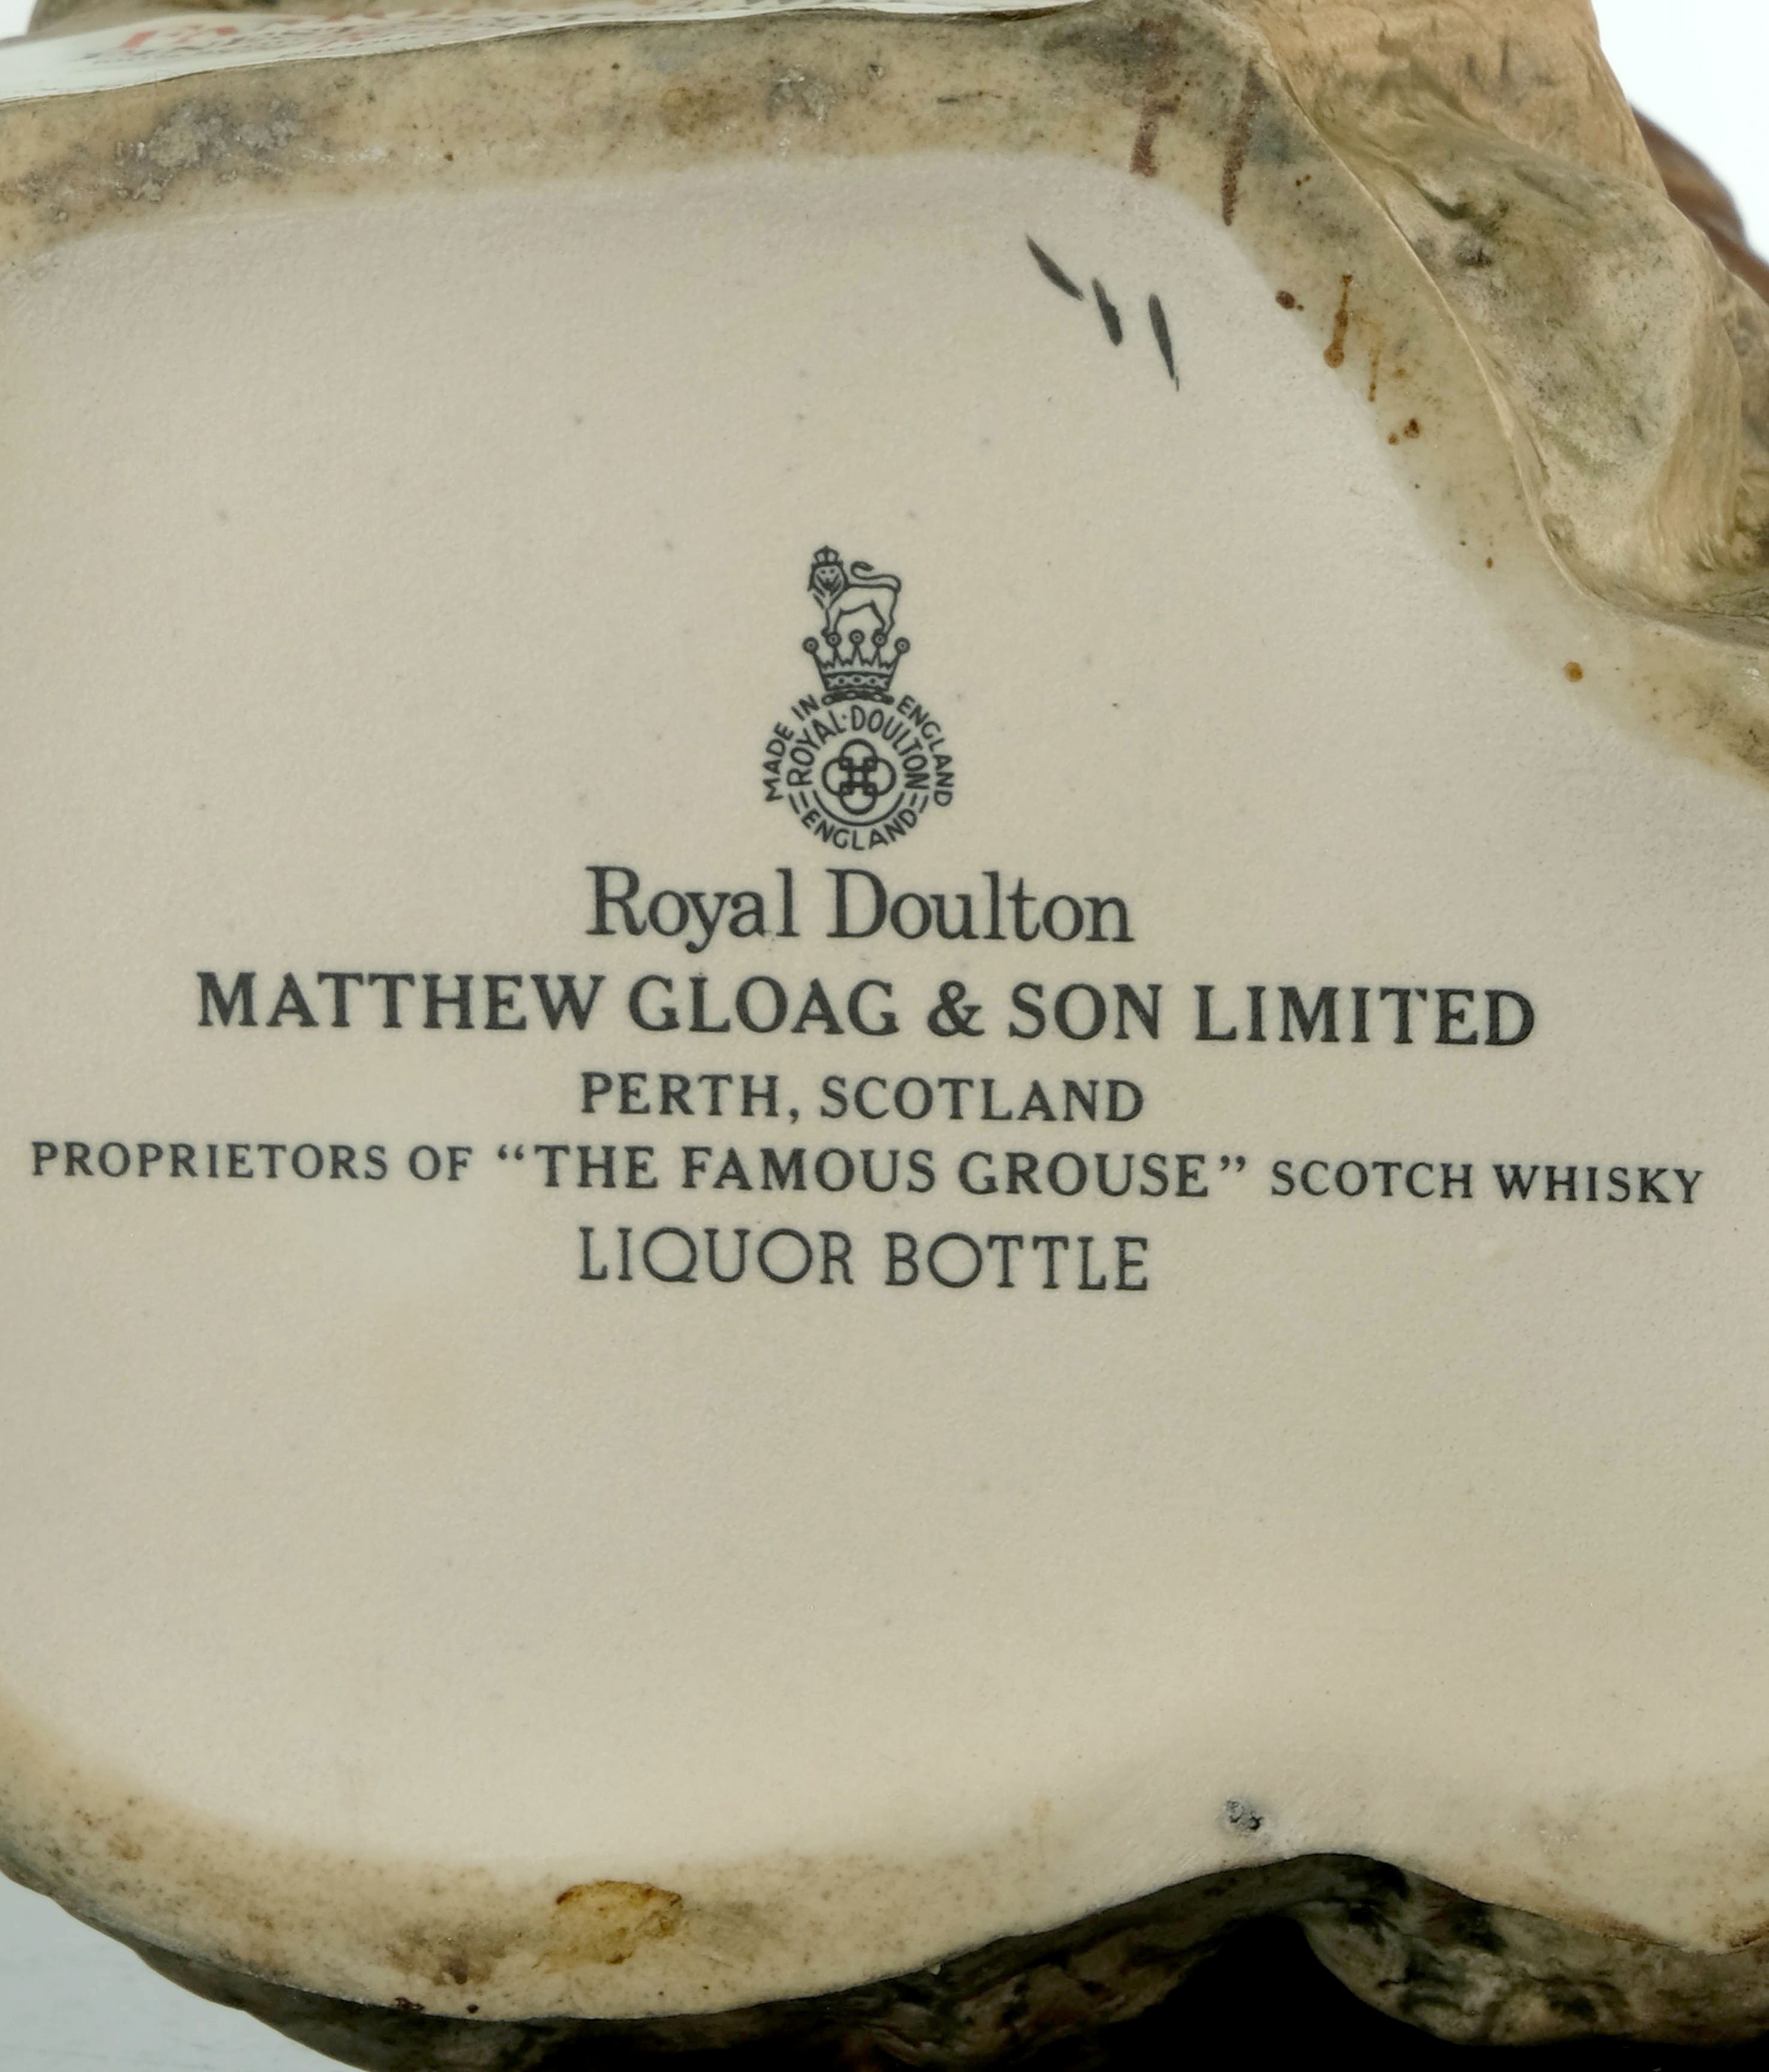 MADE IN ENGLAND
ROYAL·DOULTON
ENGLAND
Royal Doulton
MATTHEW GLOAG & SON LIMITED
PERTH, SCOTLAND
PROPRIETORS OF “THE FAMOUS GROUSE” SCOTCH WHISKY
LIQUOR BOTTLE